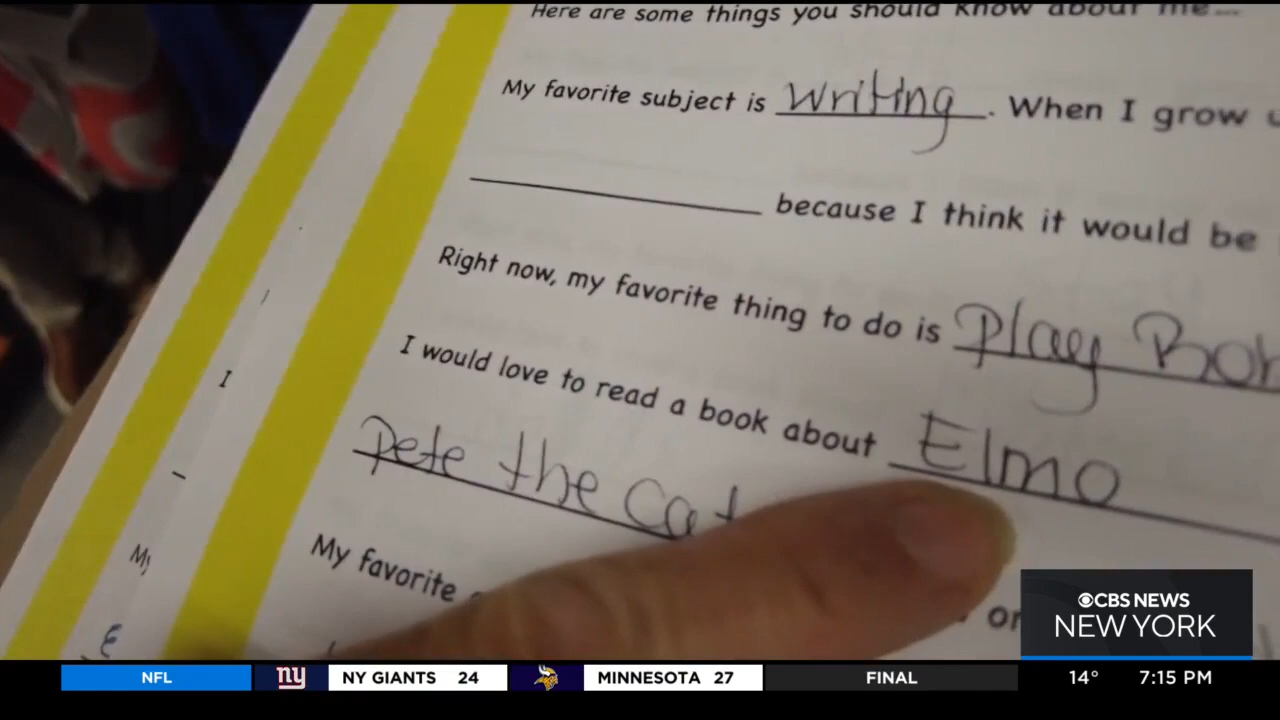 Here are some things you should know about me...
My favorite subject is writing. When I grow
because I think it would be
Right now, my favorite thing to do is Play
I would love to read a book about Elmo
Pete the Cat
My favorite
or
I
My
E
CBS NEWS
NEW YORK
NFL NY NY GIANTS 24 MINNESOTA 27 FINAL 14° 7:15 PM